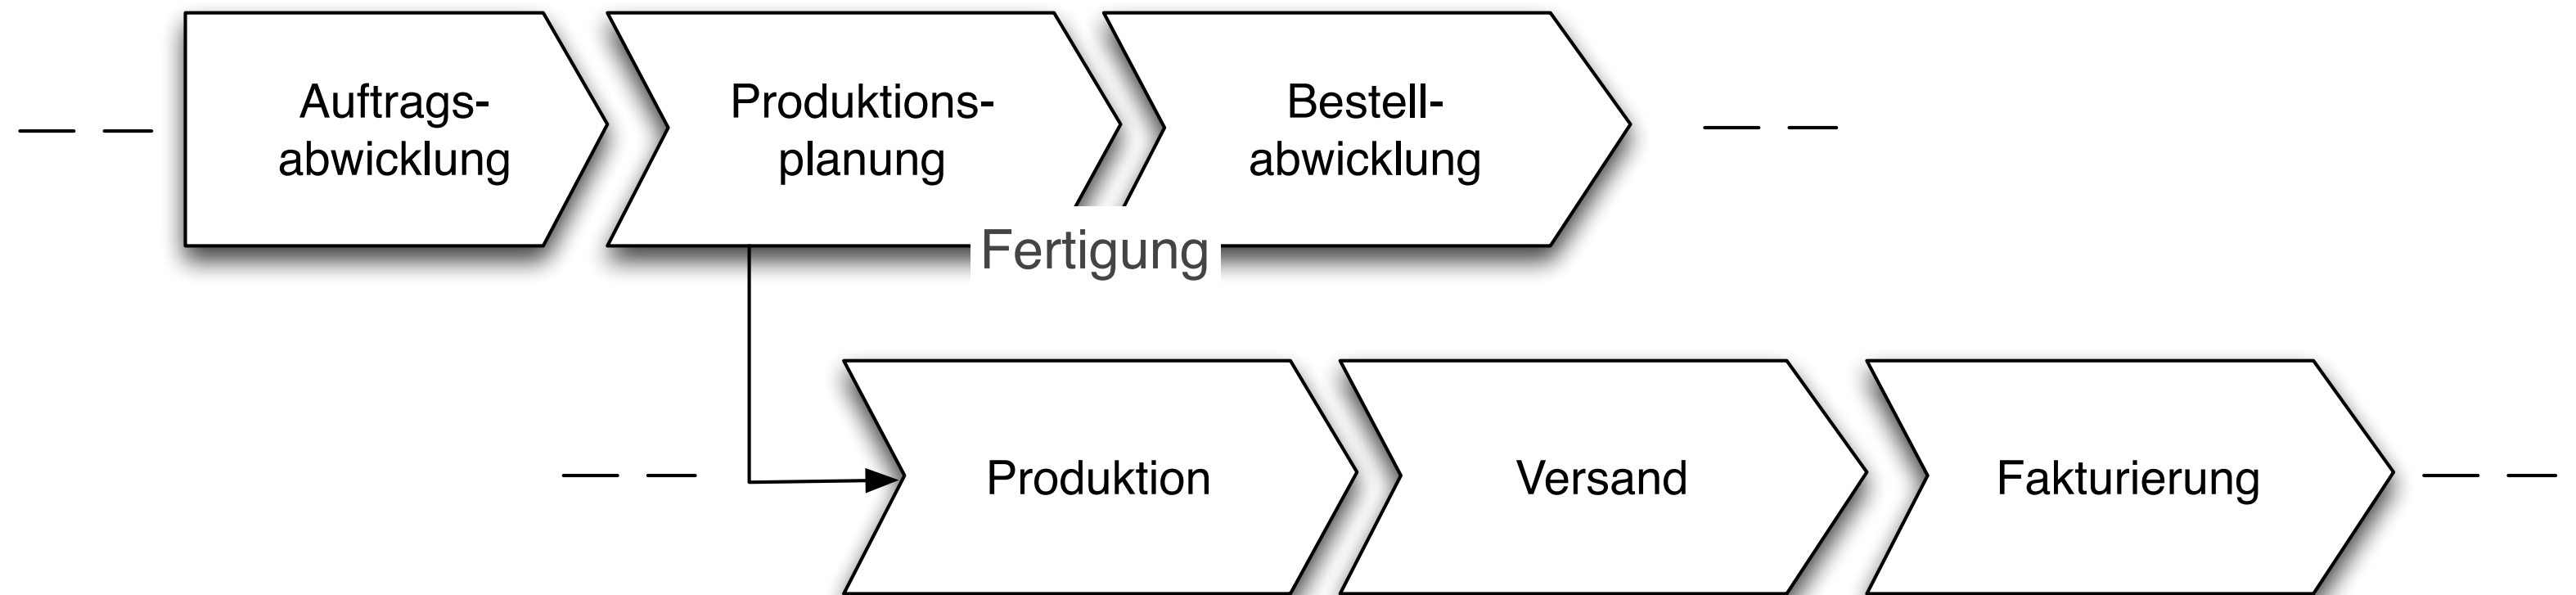 Auftrags-
abwicklung
Produktions-
planung
Bestell-
abwicklung
Fertigung
Produktion
Versand
Fakturierung